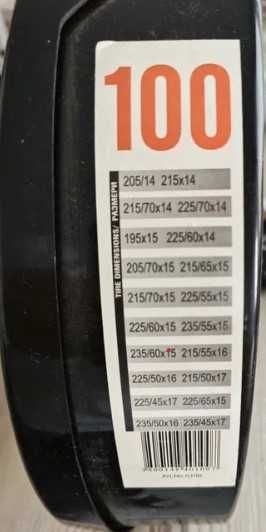 100
TIRE DIMENSIONS/ РАЗМЕРИ
205/14 215x14
215/70x14 225/70x14
195x15 225/60x14
205/70x15 215/65x15
215/70x15 225/55x15
225/60x15 235/55x15
235/60x15 215/55x16
225/50x16 215/50x17
225/45x17 225/65x15
235/50x16 235/45x17